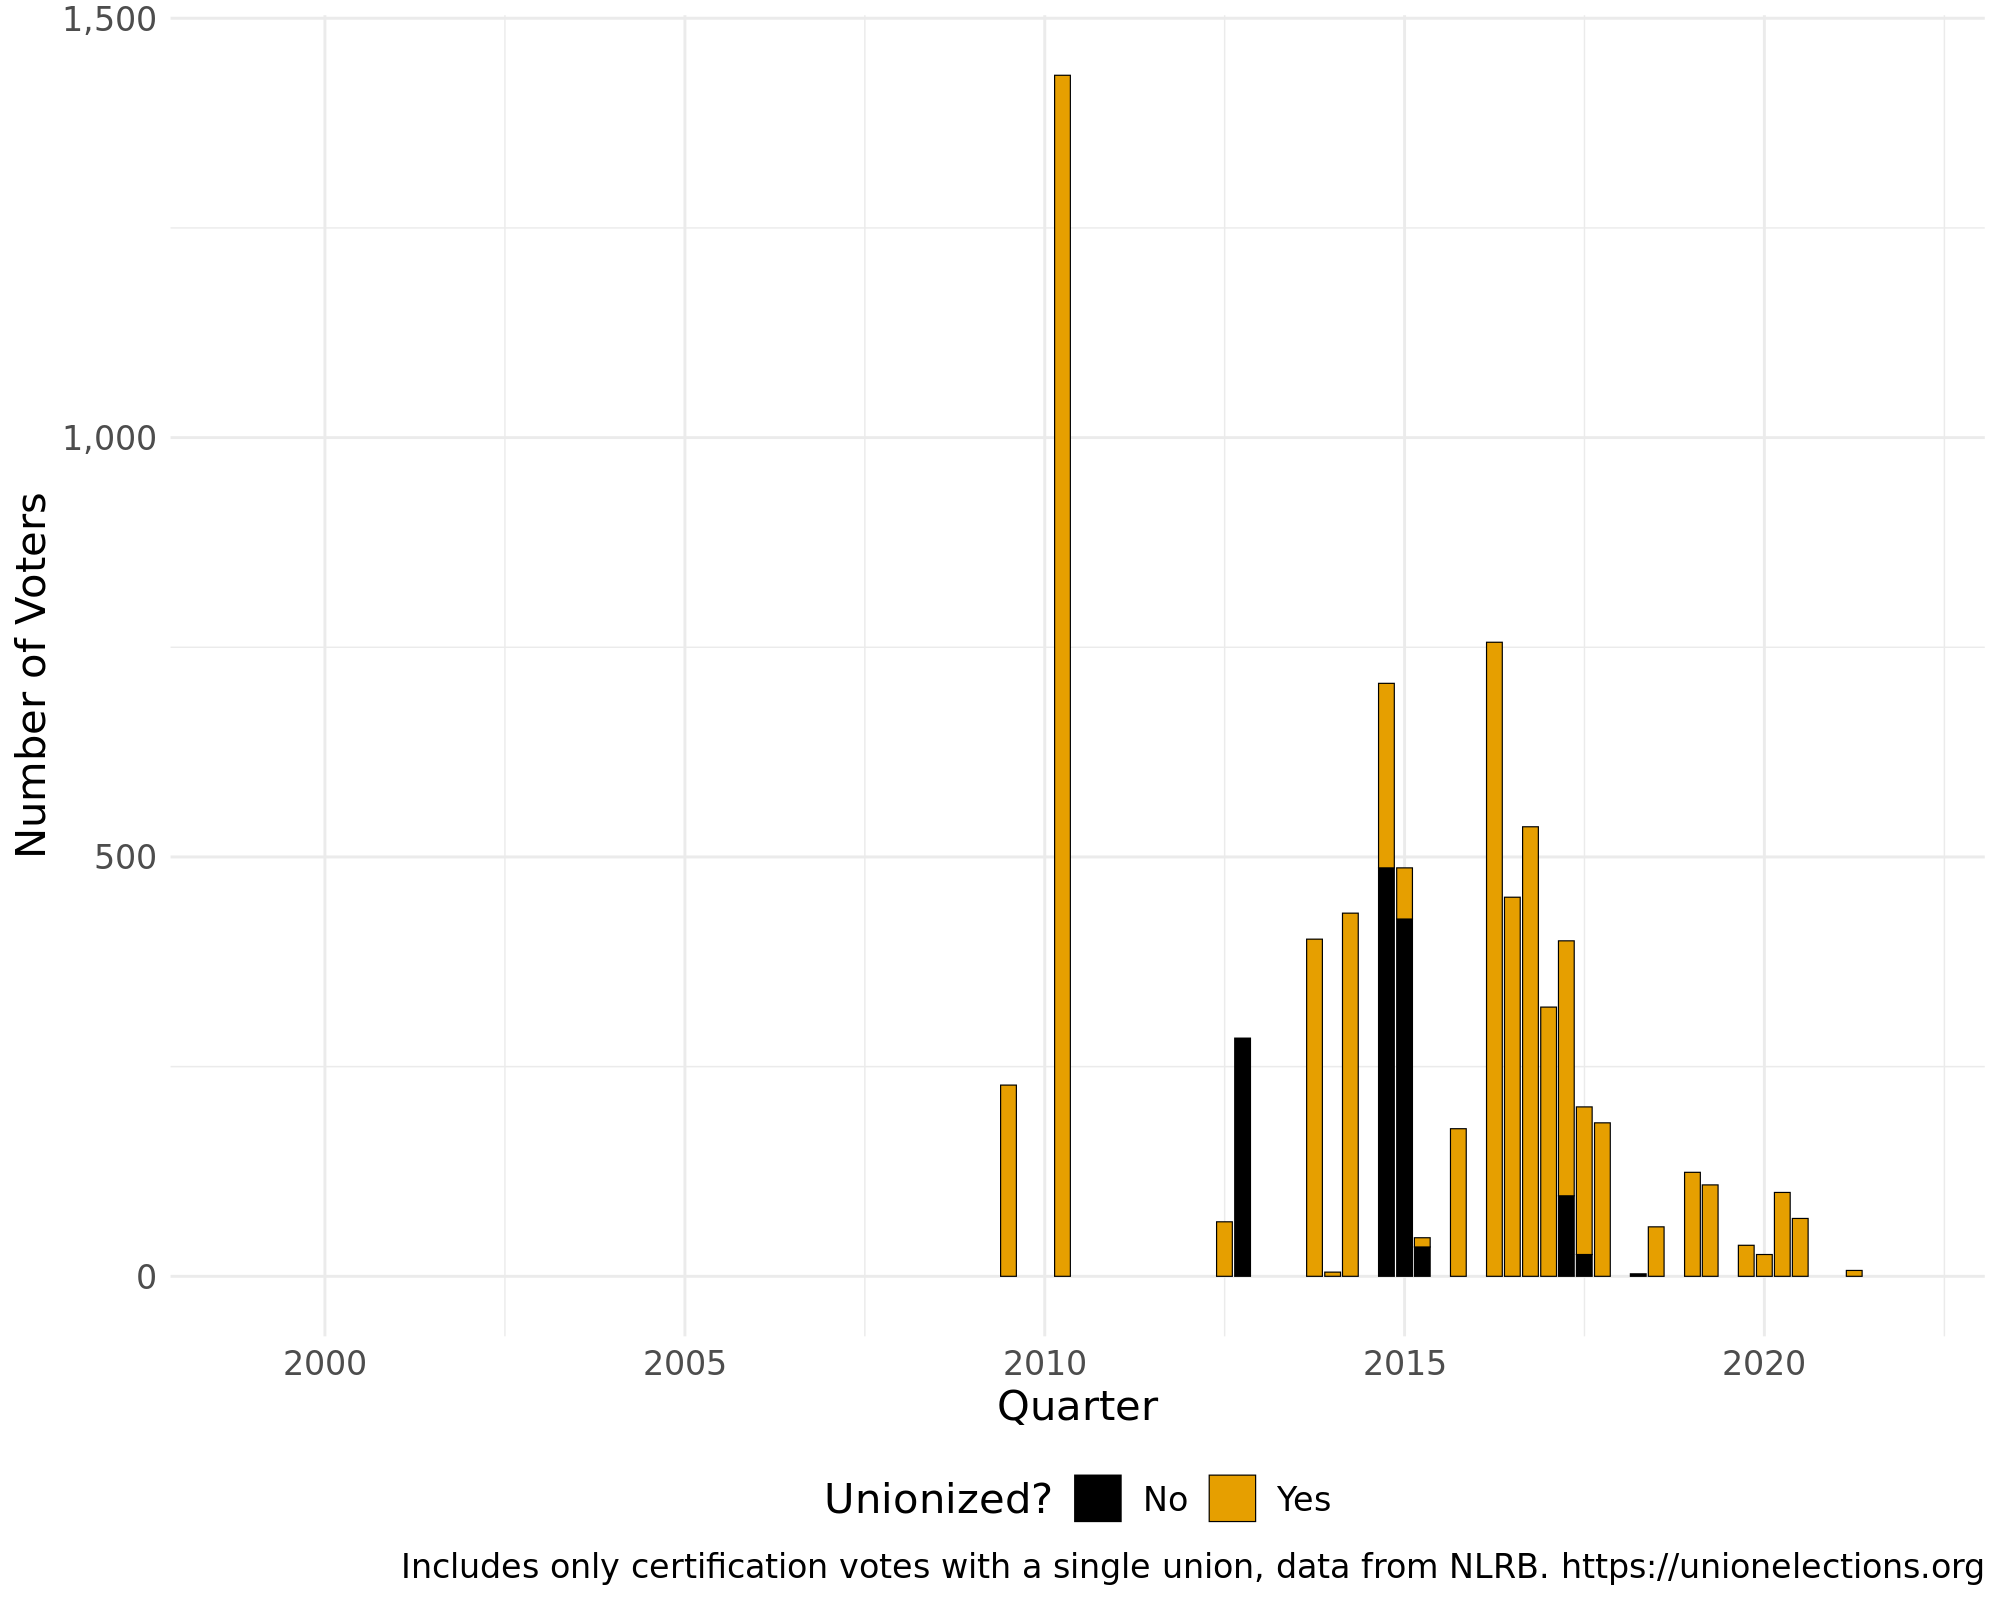 1,500
1,000
500
0
Number of Voters
2000 2005 2010 2015 2020
Quarter
Unionized? No Yes
Includes only certification votes with a single union, data from NLRB. https://unionelections.org